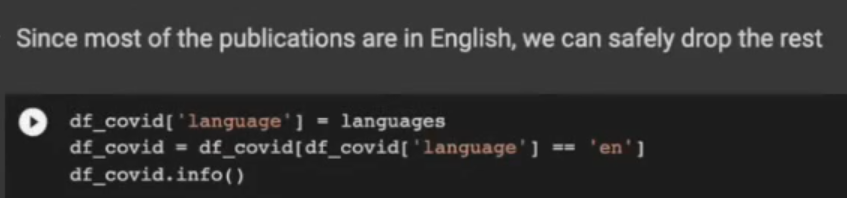 Since most of the publications are in English, we can safely drop the rest
df_covid['language'] = languages
df_covid = df_covid[df_covid['language'] == 'en']
df_covid.info()